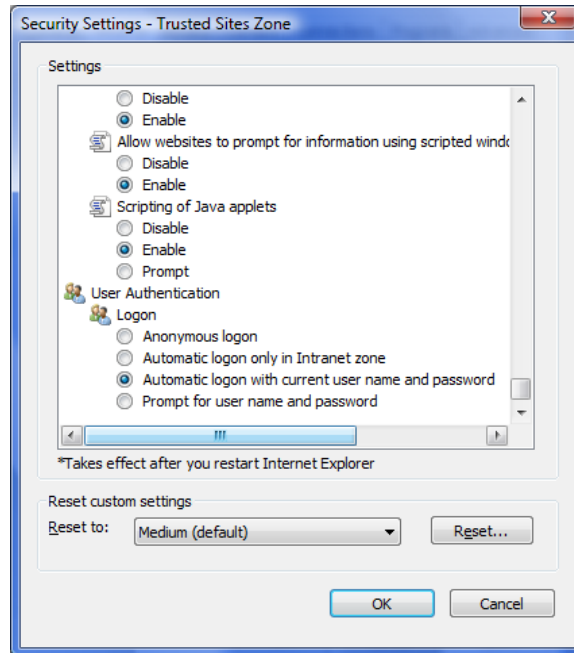 Security Settings - Trusted Sites Zone
Settings
Disable
Enable
Allow websites to prompt for information using scripted windo
Disable
Enable
Scripting of Java applets
Disable
Enable
Prompt
User Authentication
Logon
Anonymous logon
Automatic logon only in Intranet zone
Automatic logon with current user name and password
Prompt for user name and password
*Takes effect after you restart Internet Explorer
Reset custom settings
Reset to: Medium (default) Reset...
OK Cancel